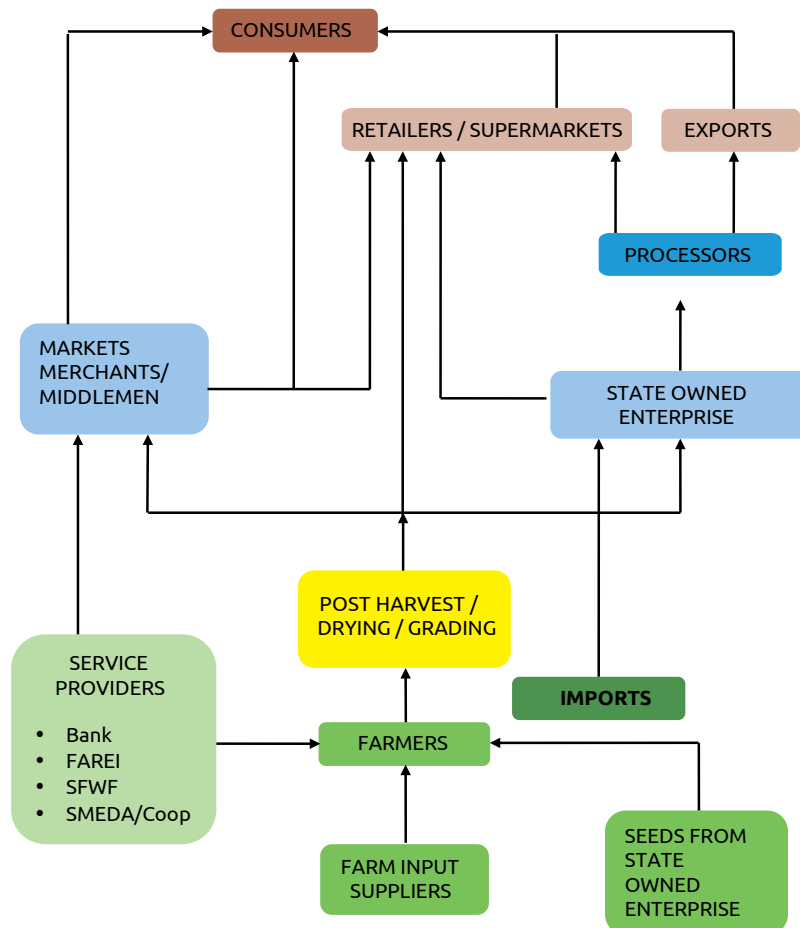 CONSUMERS
RETAILERS / SUPERMARKETS
EXPORTS
PROCESSORS
MARKETS
MERCHANTS/
MIDDLEMEN
STATE OWNED
ENTERPRISE
POST HARVEST /
DRYING / GRADING
SERVICE
PROVIDERS
• Bank
• FAREI
• SFWF
• SMEDA/Coop
IMPORTS
FARMERS
FARM INPUT
SUPPLIERS
SEEDS FROM
STATE
OWNED
ENTERPRISE